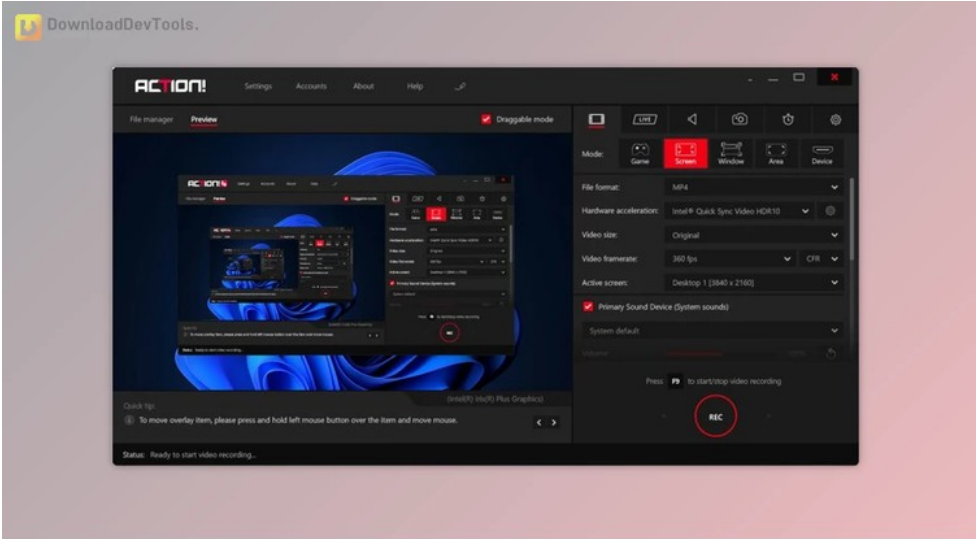 DownloadDevTools.
ACTION!
Settings Accounts About Help
File manager Preview Draggable mode
LIVE
Mode: Game Screen Window Area Device
File format: MP4
Hardware acceleration: Intel® Quick Sync Video HDR10
Video size: Original
Video framerate: 360 fps CFR
Active screen: Desktop 1 [3840 x 2160]
Primary Sound Device (System sounds)
System default
Volume: 100%
Press F9 to start/stop video recording
REC
(Intel(R) Iris(R) Plus Graphics)
Quick tip:
To move overlay item, please press and hold left mouse button over the item and move mouse.
Status: Ready to start video recording...